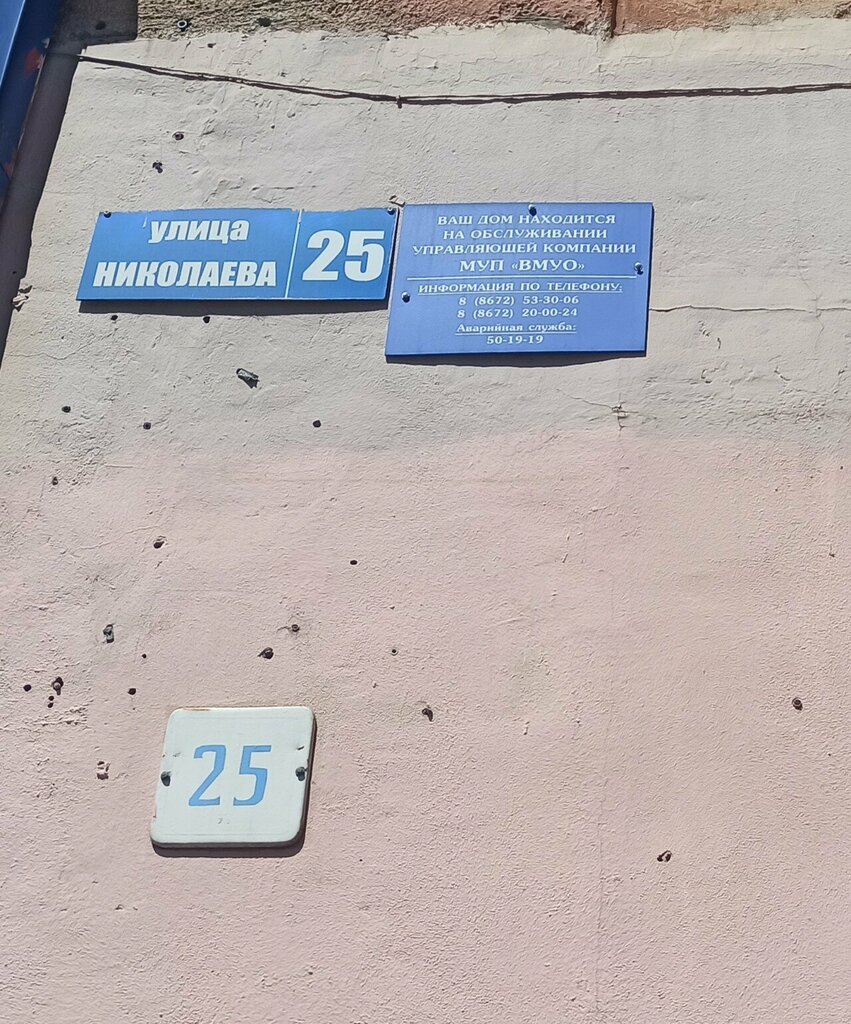 улица
НИКОЛАЕВА
25
ВАШ ДОМ НАХОДИТСЯ
НА ОБСЛУЖИВАНИИ
УПРАВЛЯЮЩЕЙ КОМПАНИИ
МУП «ВМУО»
ИНФОРМАЦИЯ ПО ТЕЛЕФОНУ:
8 (8672) 53-30-06
8 (8672) 20-00-24
Аварийная служба:
50-19-19
25